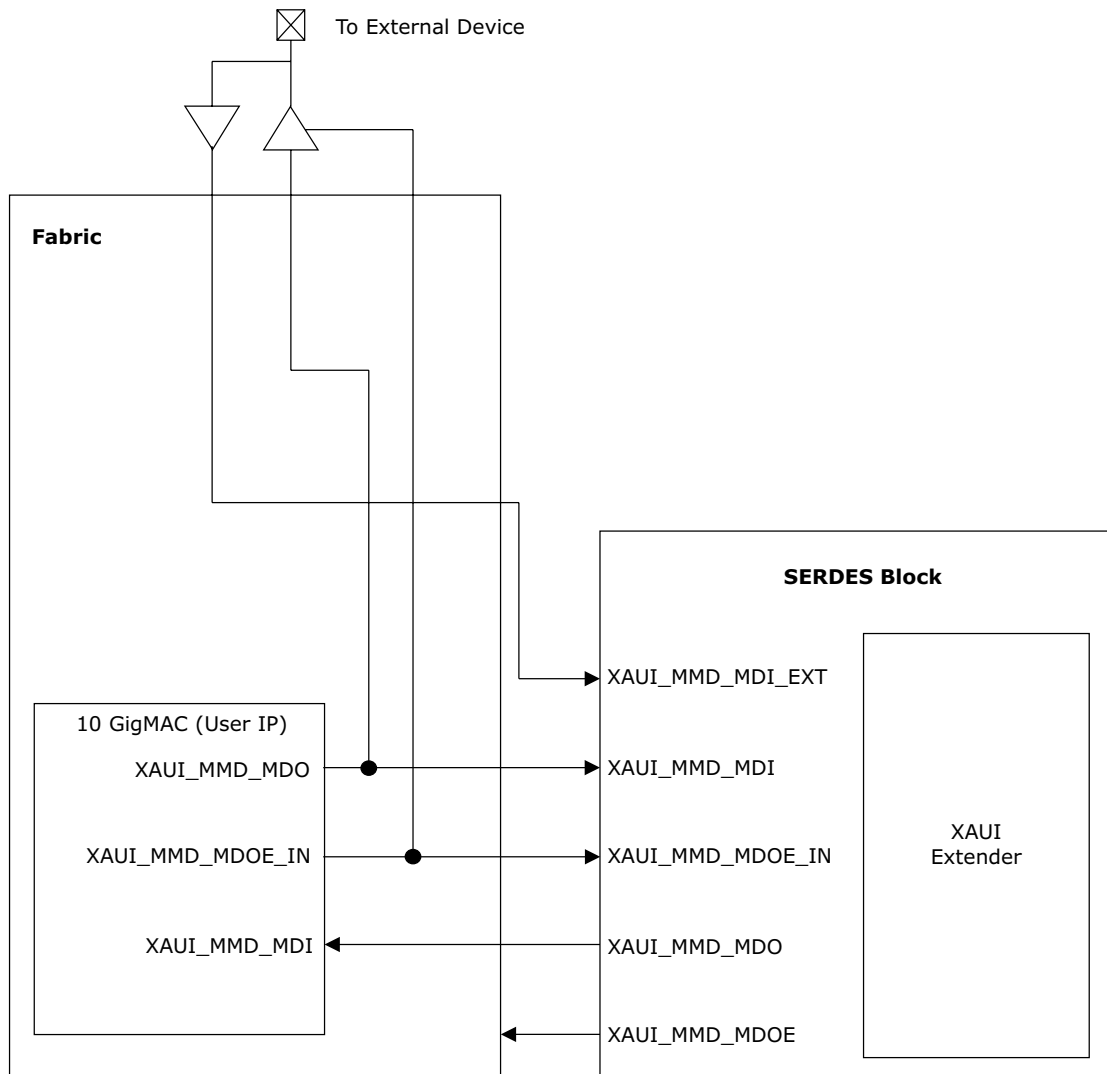 To External Device
Fabric
SERDES Block
XAUI_MMD_MDI_EXT
10 GigMAC (User IP)
XAUI_MMD_MDO
XAUI_MMD_MDI
XAUI_MMD_MDOE_IN
XAUI_MMD_MDOE_IN
XAUI
Extender
XAUI_MMD_MDI
XAUI_MMD_MDO
XAUI_MMD_MDOE